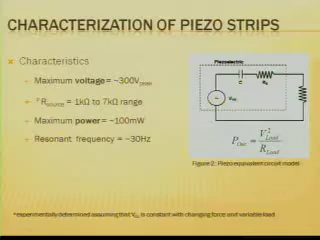 CHARACTERIZATION OF PIEZO STRIPS
Characteristics
Maximum voltage = ~300V
* R_SOURCE = 1kΩ to 7kΩ range
Maximum power = ~100mW
Resonant frequency = ~30Hz
Piezoelectric
C
P_Out = V²_Load / R_Load
Figure 2: Piezo equivalent circuit model
*experimentally determined assuming that V is constant with changing force and variable load